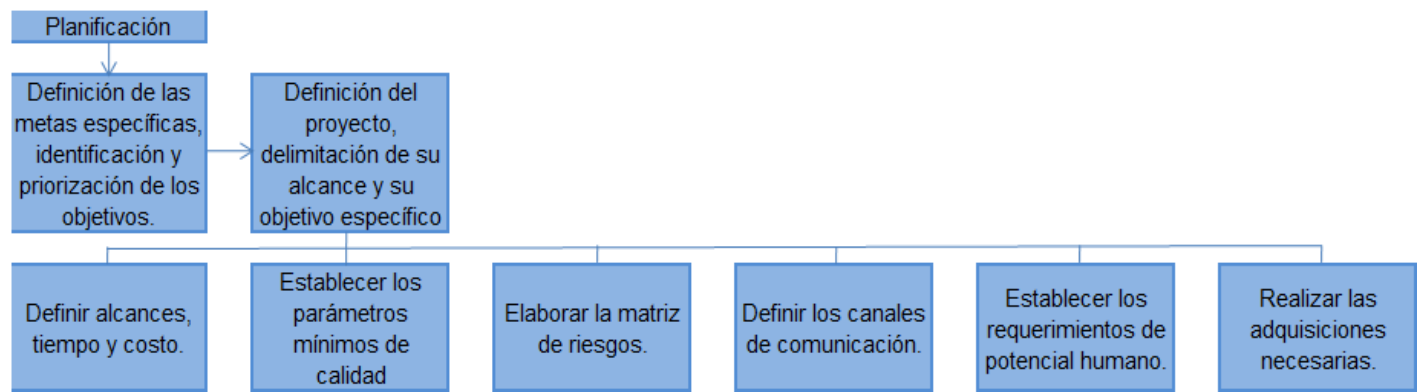 Planificación
Definición de las
metas específicas,
identificación y
priorización de los
objetivos.
Definición del
proyecto,
delimitación de su
alcance y su
objetivo específico
Definir alcances,
tiempo y costo.
Establecer los
parámetros
mínimos de
calidad
Elaborar la matriz
de riesgos.
Definir los canales
de comunicación.
Establecer los
requerimientos de
potencial humano.
Realizar las
adquisiciones
necesarias.